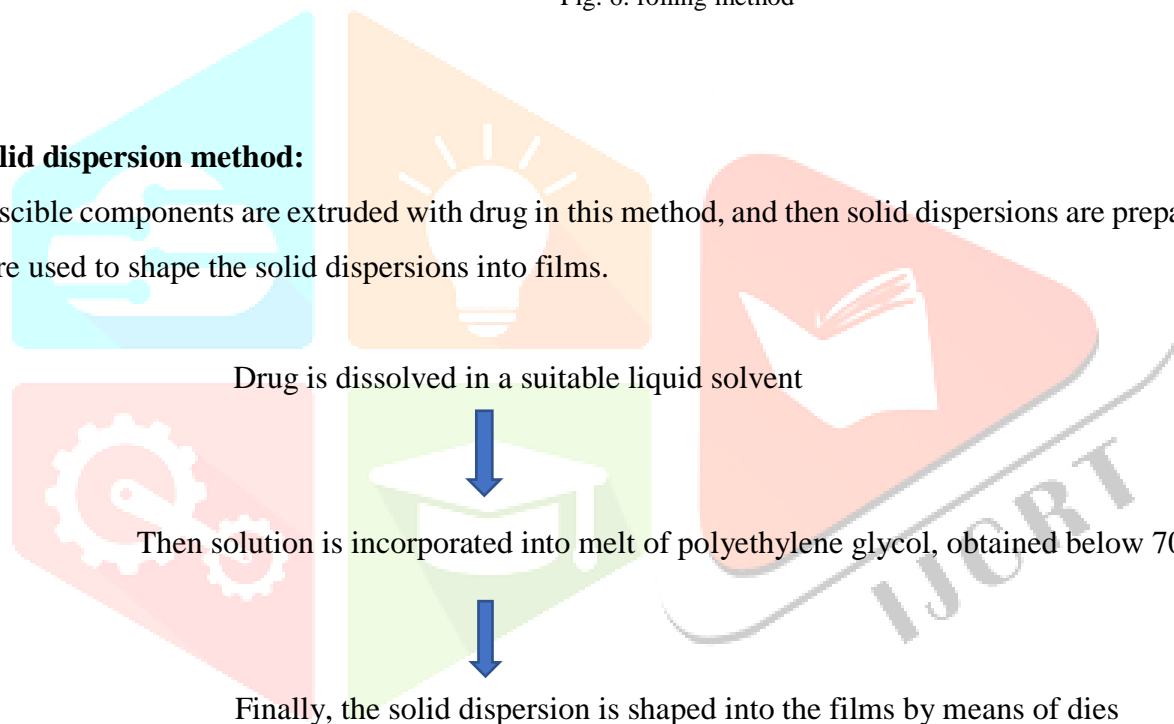 Fig. 6: rolling method
lid dispersion method:
scible components are extruded with drug in this method, and then solid dispersions are prepa
re used to shape the solid dispersions into films.
Drug is dissolved in a suitable liquid solvent
Then solution is incorporated into melt of polyethylene glycol, obtained below 70
Finally, the solid dispersion is shaped into the films by means of dies
IJCRT